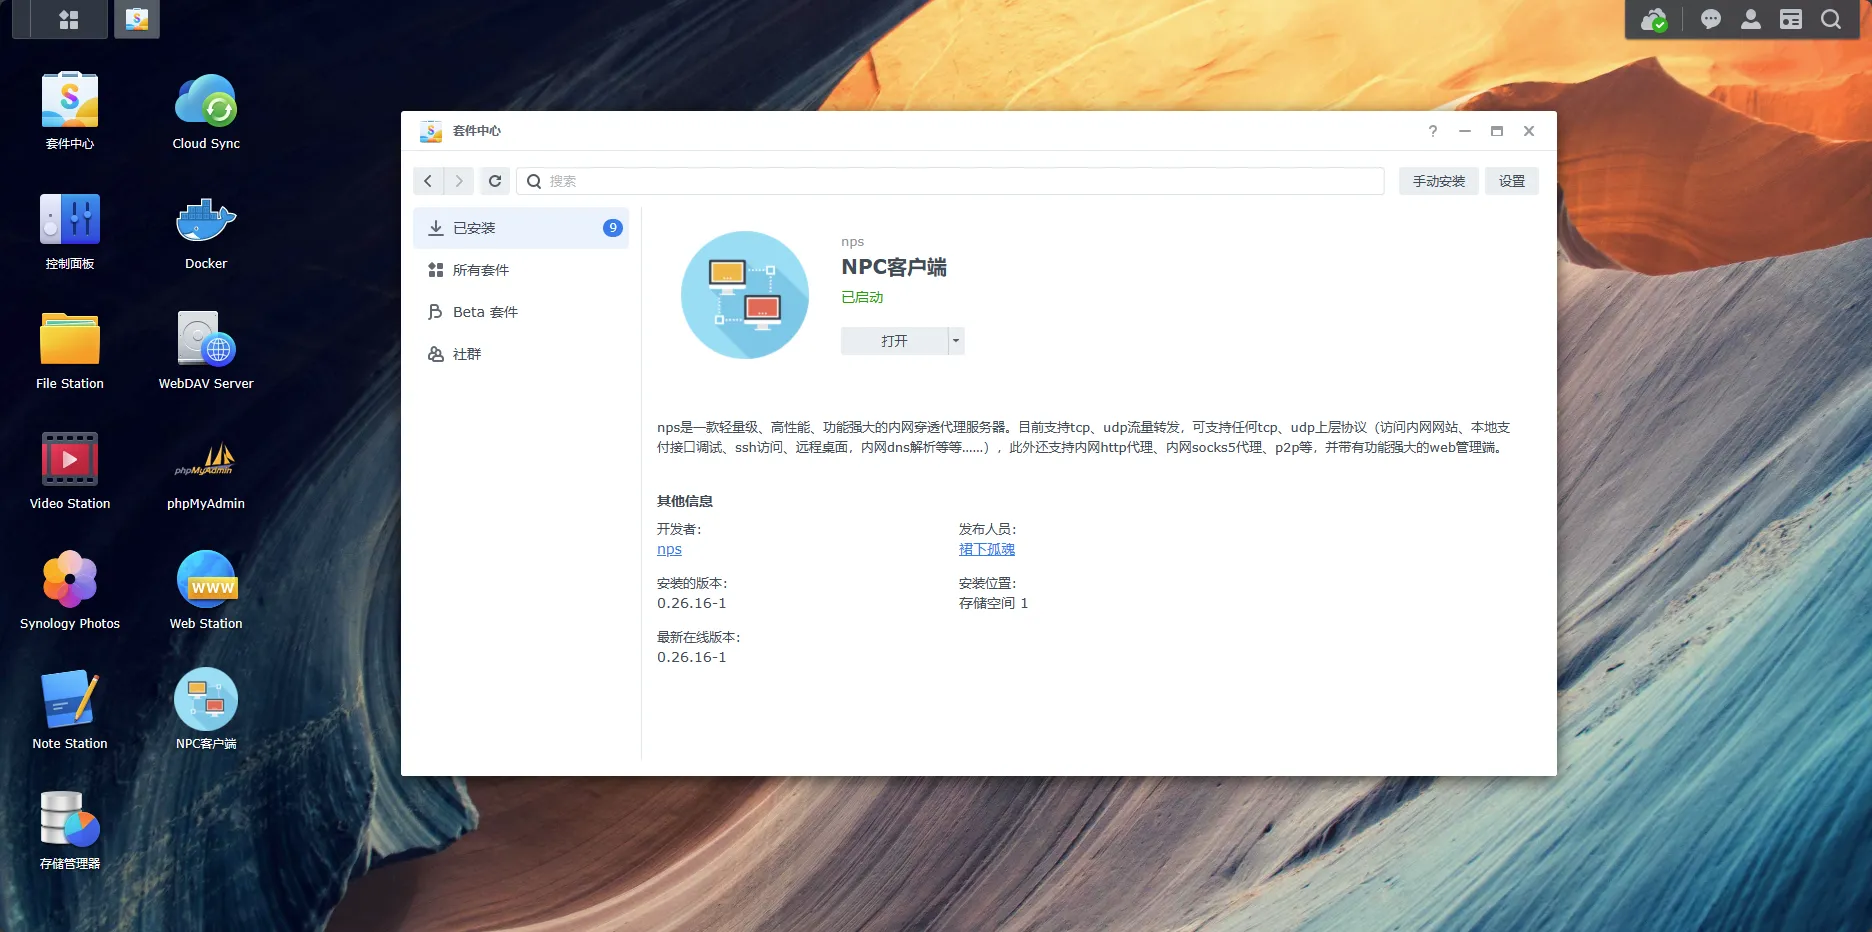 套件中心
Cloud Sync
控制面板
Docker
File Station
WebDAV Server
Video Station
phpMyAdmin
phpMyAdmin
Synology Photos
WWW
Web Station
Note Station
NPC客户端
存储管理器
套件中心
搜索
手动安装
设置
已安装
9
所有套件
Beta 套件
社群
nps
NPC客户端
已启动
打开
nps是一款轻量级、高性能、功能强大的内网穿透代理服务器。目前支持tcp、udp流量转发，可支持任何tcp、udp上层协议（访问内网网站、本地支
付接口调试、ssh访问、远程桌面，内网dns解析等等……），此外还支持内网http代理、内网socks5代理、p2p等，并带有功能强大的web管理端。
其他信息
开发者:
nps
发布人员:
裙下孤魂
安装的版本:
0.26.16-1
安装位置:
存储空间 1
最新在线版本:
0.26.16-1